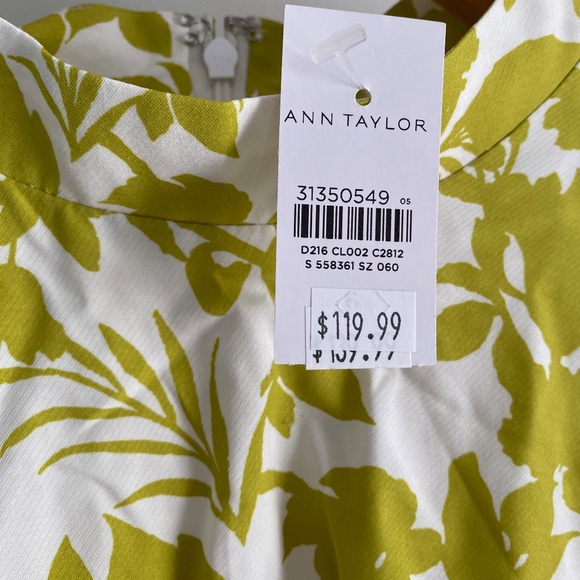 ANN TAYLOR
31350549 05
D216 CL002 C2812
S 558361 SZ 060
$119.99